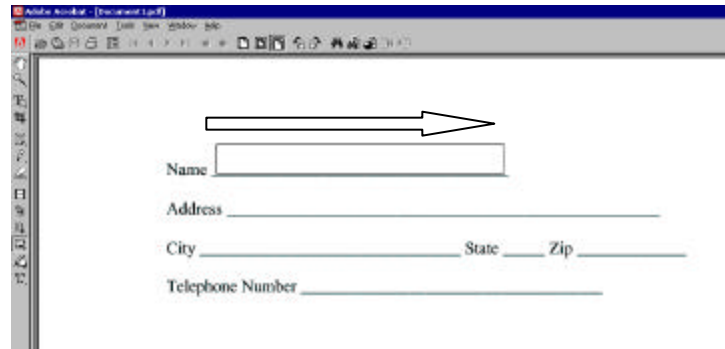 Adobe Acrobat - [Document1.pdf]
File Edit Document Tools View Window Help
Name
Address
City State Zip
Telephone Number